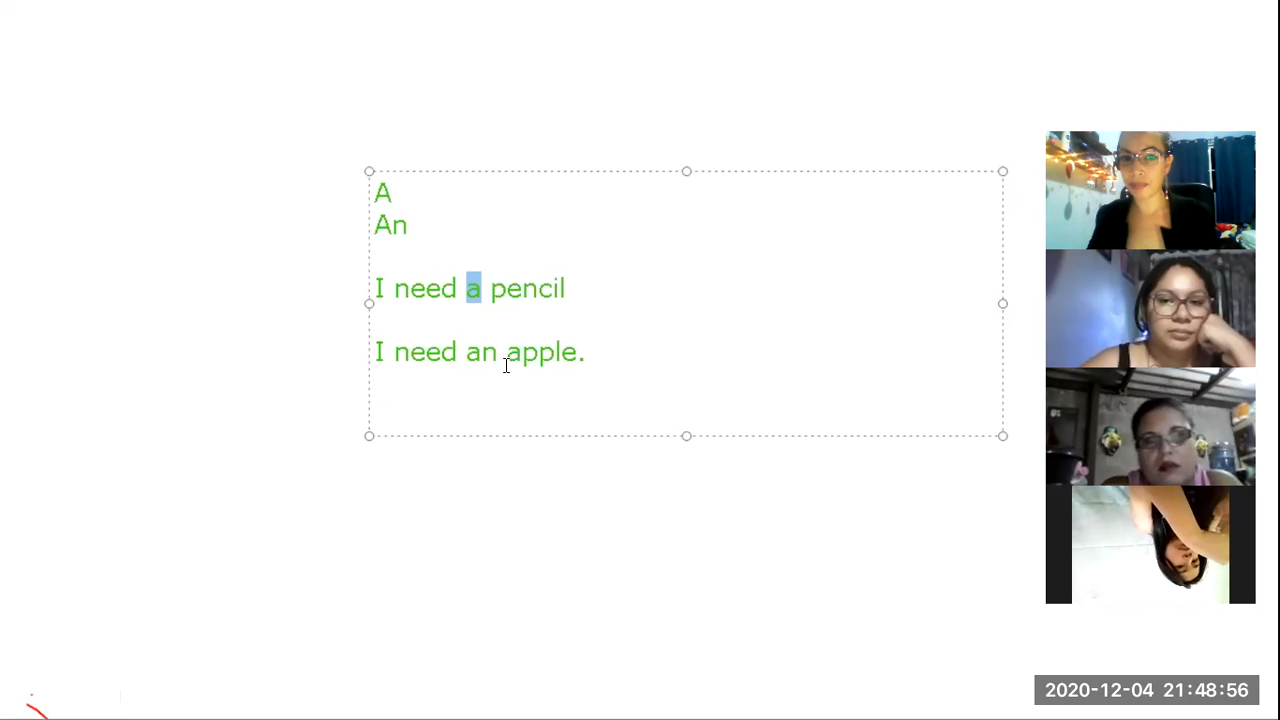 A
An
I need a pencil
I need an apple.
2020-12-04 21:48:56